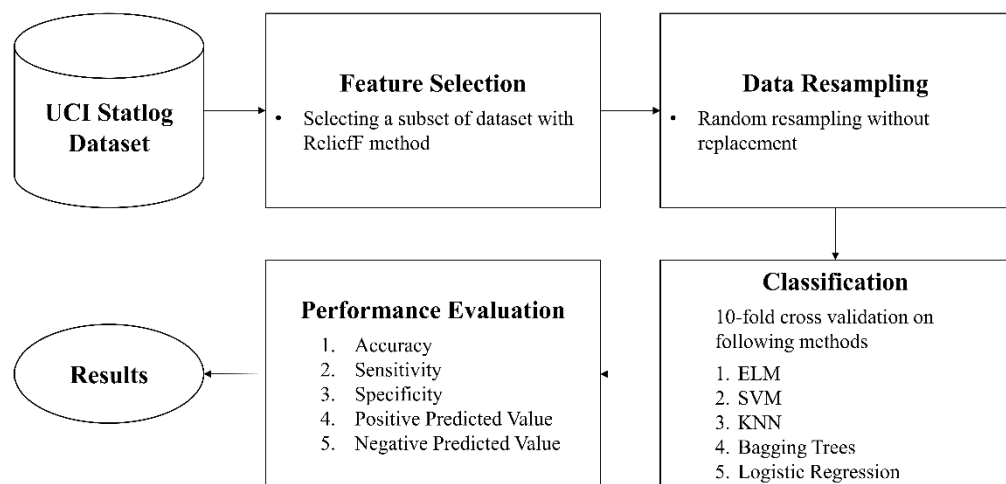 UCI Statlog
Dataset
Feature Selection
• Selecting a subset of dataset with
ReliefF method
Data Resampling
• Random resampling without
replacement
Classification
10-fold cross validation on
following methods
1. ELM
2. SVM
3. KNN
4. Bagging Trees
5. Logistic Regression
Performance Evaluation
1. Accuracy
2. Sensitivity
3. Specificity
4. Positive Predicted Value
5. Negative Predicted Value
Results